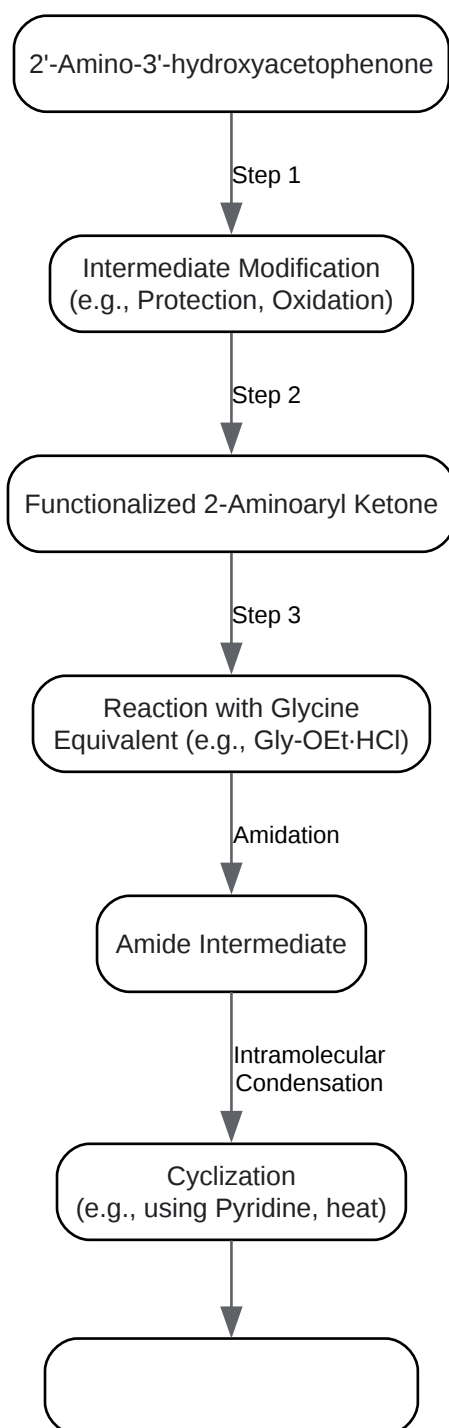 2'-Amino-3'-hydroxyacetophenone
Step 1
Intermediate Modification
(e.g., Protection, Oxidation)
Step 2
Functionalized 2-Aminoaryl Ketone
Step 3
Reaction with Glycine
Equivalent (e.g., Gly-OEt·HCl)
Amidation
Amide Intermediate
Intramolecular
Condensation
Cyclization
(e.g., using Pyridine, heat)